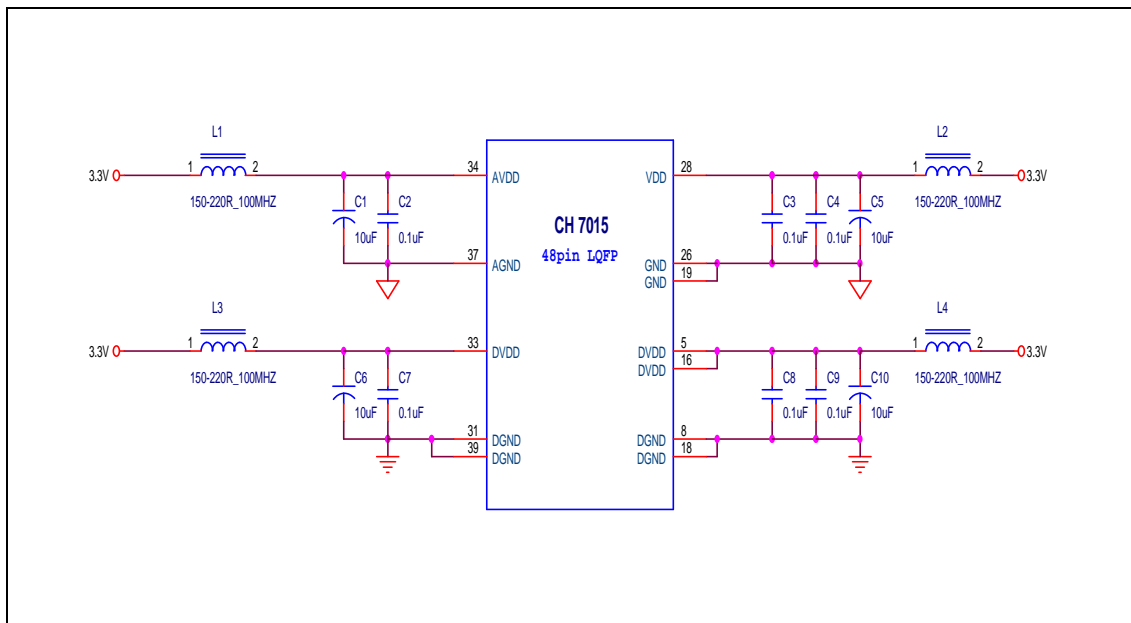 L1
1 2
3.3V
150-220R_100MHZ
34
AVDD
C1
10uF
C2
0.1uF
37
AGND
L3
1 2
3.3V
150-220R_100MHZ
33
DVDD
C6
10uF
C7
0.1uF
31
DGND
39
DGND
CH 7015
48pin LQFP
L2
1 2
3.3V
150-220R_100MHZ
28
VDD
C3
0.1uF
C4
0.1uF
C5
10uF
26
GND
19
GND
L4
1 2
3.3V
150-220R_100MHZ
5
DVDD
16
DVDD
C8
0.1uF
C9
0.1uF
C10
10uF
8
DGND
18
DGND